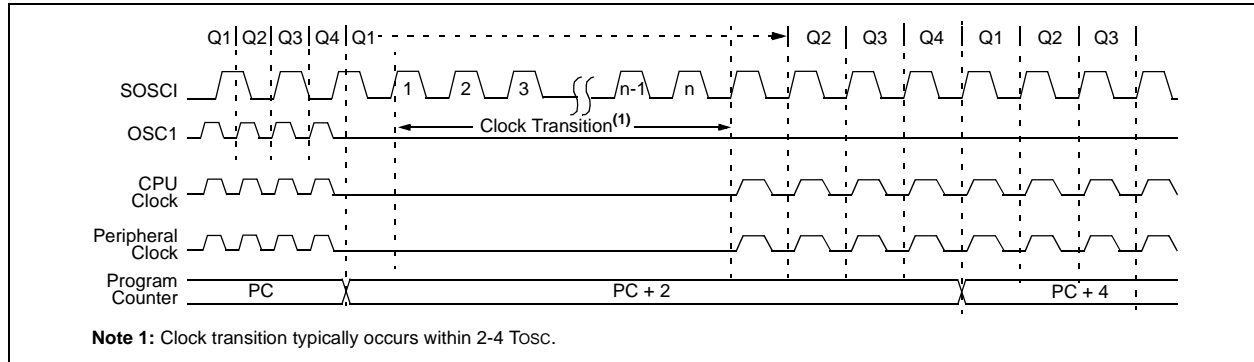 Q1 Q2 Q3 Q4 Q1 Q2 Q3 Q4 Q1 Q2 Q3
SOSCI 1 2 3 n-1 n
OSC1 Clock Transition(1)
CPU
Clock
Peripheral
Clock
Program
Counter
PC PC + 2 PC + 4
Note 1: Clock transition typically occurs within 2-4 TOSC.